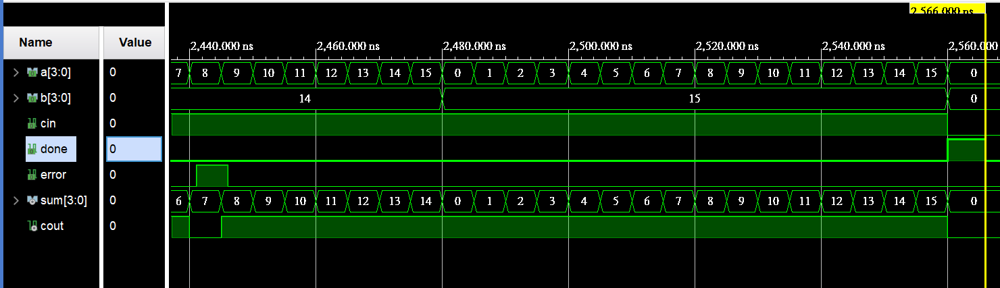 2,566.000 ns
Name Value 2,440.000 ns 2,460.000 ns 2,480.000 ns 2,500.000 ns 2,520.000 ns 2,540.000 ns 2,560.000
a[3:0] 0 7 8 9 10 11 12 13 14 15 0 1 2 3 4 5 6 7 8 9 10 11 12 13 14 15 0
b[3:0] 0 14 15 0
cin 0
done 0
error 0
sum[3:0] 0 6 7 8 9 10 11 12 13 14 0 1 2 3 4 5 6 7 8 9 10 11 12 13 14 15 0
cout 0